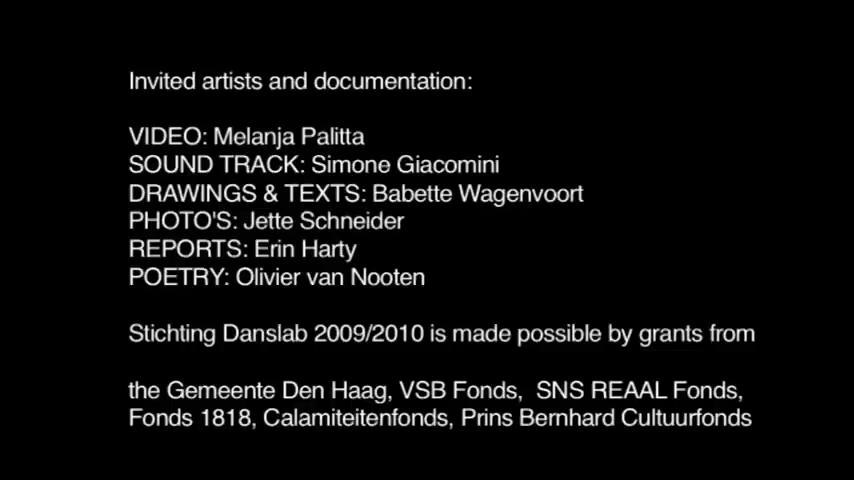 Invited artists and documentation:
VIDEO: Melanja Palitta
SOUND TRACK: Simone Giacomini
DRAWINGS & TEXTS: Babette Wagenvoort
PHOTO'S: Jette Schneider
REPORTS: Erin Harty
POETRY: Olivier van Nooten
Stichting Danslab 2009/2010 is made possible by grants from
the Gemeente Den Haag, VSB Fonds,  SNS REAAL Fonds,
Fonds 1818, Calamiteitenfonds, Prins Bernhard Cultuurfonds